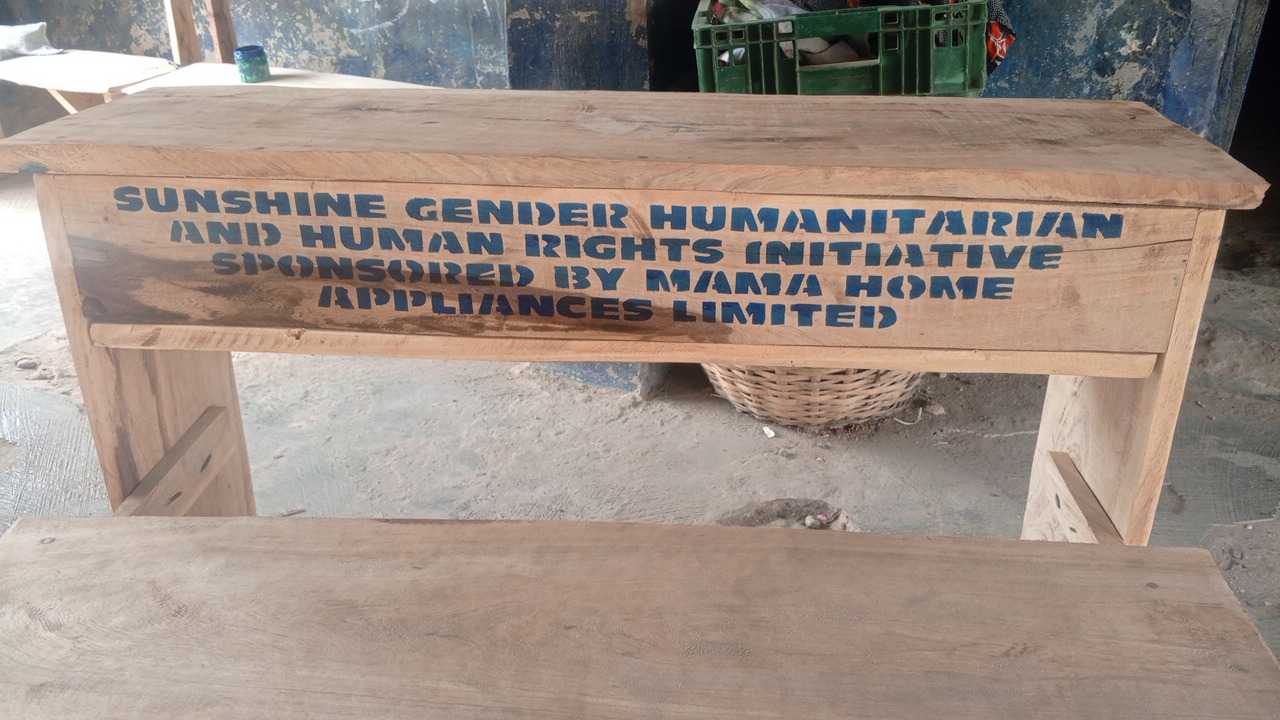 SUNSHINE GENDER HUMANITARIAN
AND HUMAN RIGHTS INITIATIVE
SPONSORED BY MAMA HOME
APPLIANCES LIMITED